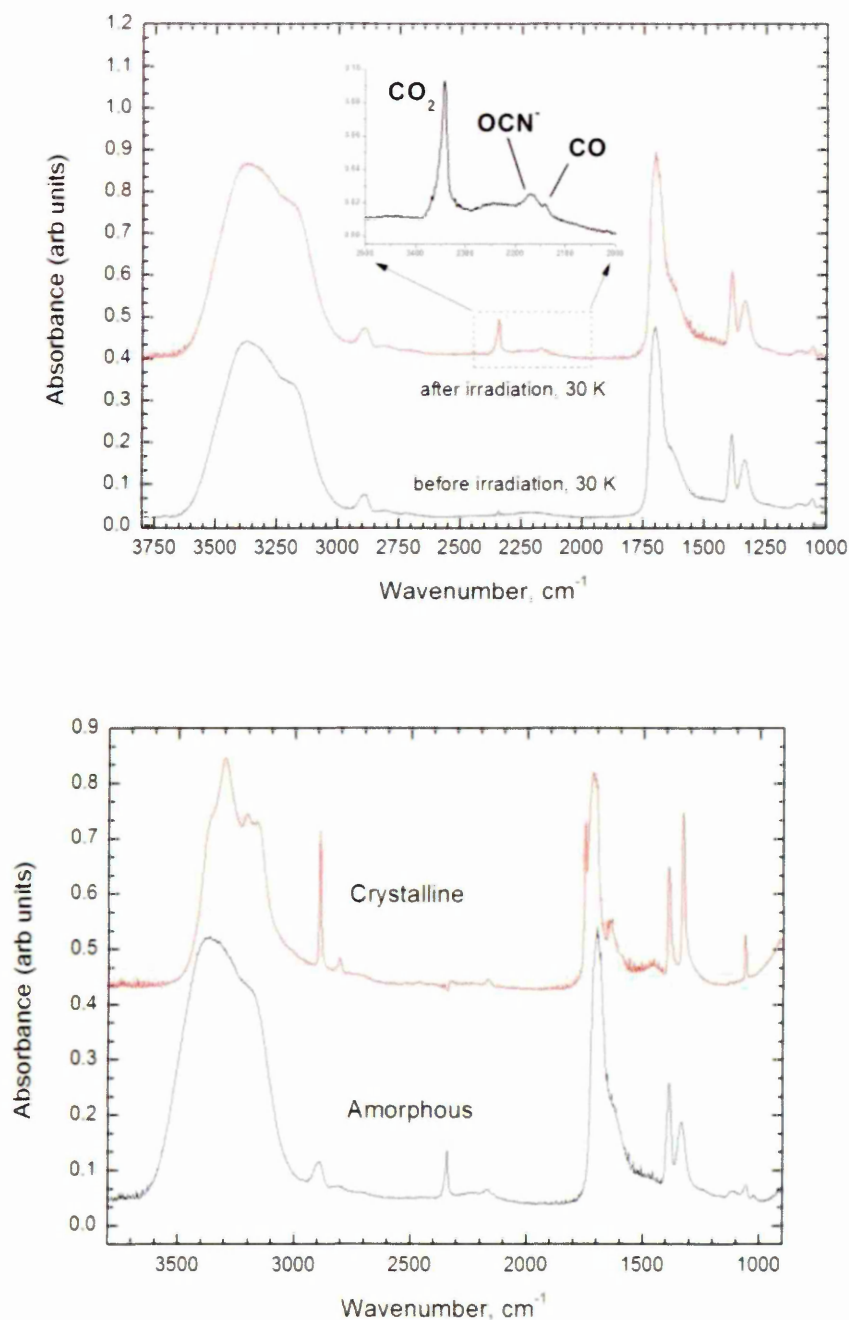 1.2
1.1
1.0
0.9
0.8
0.7
0.6
0.5
0.4
0.3
0.2
0.1
0.0
Absorbance (arb units)
CO2
OCN-
CO
after irradiation, 30 K
before irradiation, 30 K
3750 3500 3250 3000 2750 2500 2250 2000 1750 1500 1250 1000
Wavenumber, cm-1
0.9
0.8
0.7
0.6
0.5
0.4
0.3
0.2
0.1
0.0
Absorbance (arb units)
Crystalline
Amorphous
3500 3000 2500 2000 1500 1000
Wavenumber, cm-1